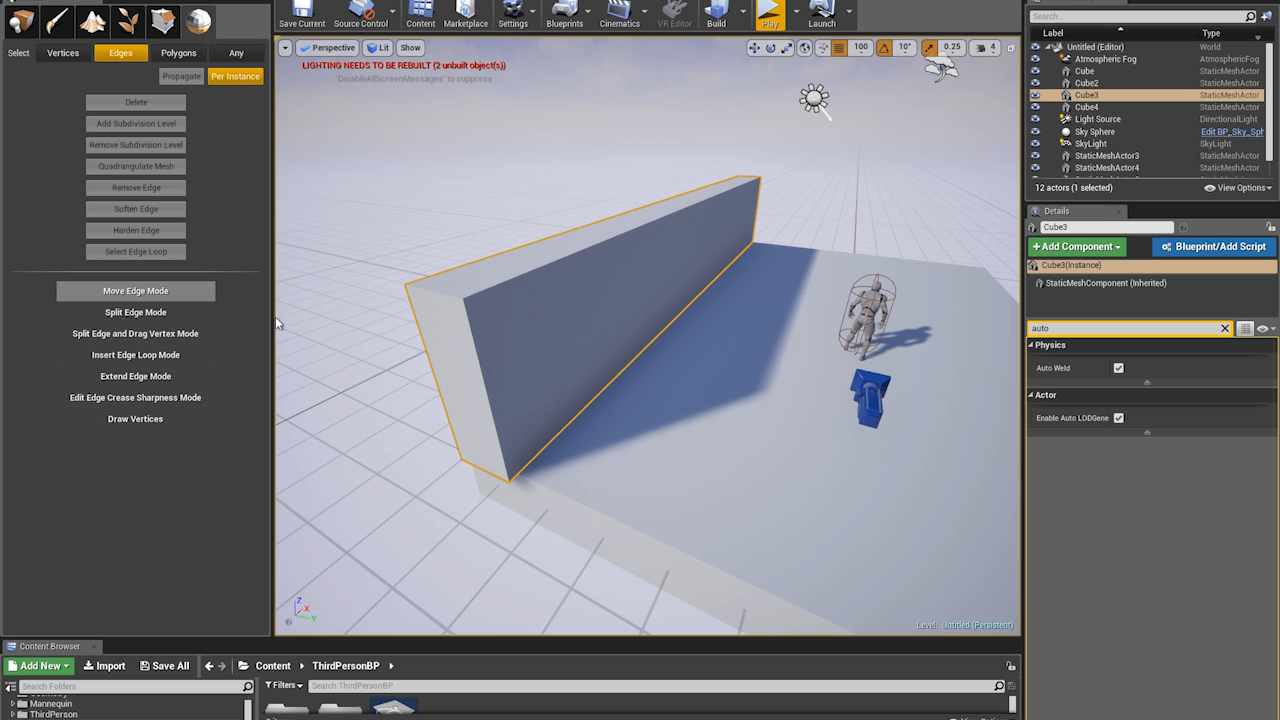 Save Current
Source Control
Content
Marketplace
Settings
Blueprints
Cinematics
VR Editor
Build
Play
Launch
Select
Vertices
Edges
Polygons
Any
Propagate
Per Instance
Delete
Add Subdivision Level
Remove Subdivision Level
Quadrangulate Mesh
Remove Edge
Soften Edge
Harden Edge
Select Edge Loop
Move Edge Mode
Split Edge Mode
Split Edge and Drag Vertex Mode
Insert Edge Loop Mode
Extend Edge Mode
Edit Edge Crease Sharpness Mode
Draw Vertices
Perspective
Lit
Show
100
10°
0.25
4
LIGHTING NEEDS TO BE REBUILT (2 unbuilt object(s))
'DisableAllScreenMessages' to suppress
Z
X
Y
Level: Untitled (Persistent)
Search...
Label
Type
Untitled (Editor)
World
Atmospheric Fog
AtmosphericFog
Cube
StaticMeshActor
Cube2
StaticMeshActor
Cube3
StaticMeshActor
Cube4
StaticMeshActor
Light Source
DirectionalLight
Sky Sphere
Edit BP_Sky_Sph
SkyLight
SkyLight
StaticMeshActor3
StaticMeshActor
StaticMeshActor4
StaticMeshActor
12 actors (1 selected)
View Options
Details
Cube3
+Add Component
Blueprint/Add Script
Cube3(Instance)
StaticMeshComponent (Inherited)
auto
Physics
Auto Weld
Actor
Enable Auto LODGene
Content Browser
Add New
Import
Save All
Content
ThirdPersonBP
Search Folders
Filters
Search ThirdPersonBP
Mannequin
ThirdPerson